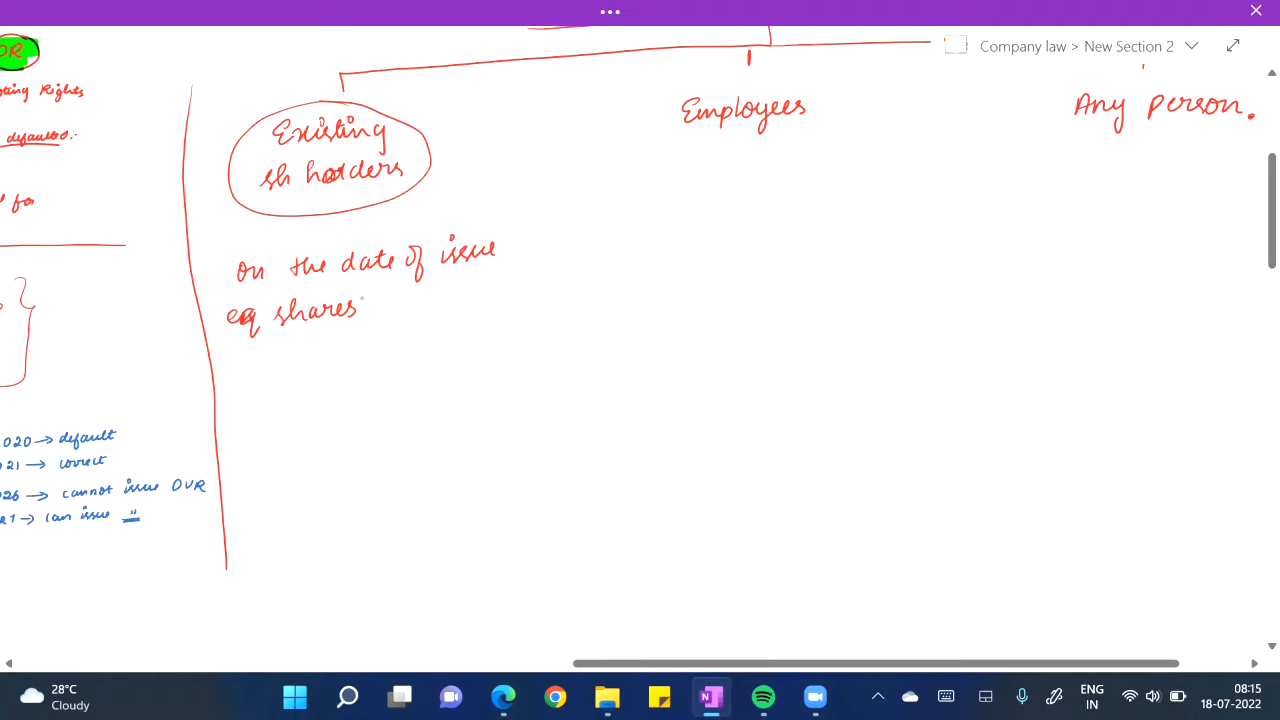 Company law > New Section 2
OR
oting Rights
defaulted:-
for
Existing
sh holders
Employees
Any person.
on the date of issue
eq shares
020 → default
021 → correct
026 → cannot issue DVR
→ can issue "
28°C
Cloudy
ENG
IN
08:15
18-07-2022